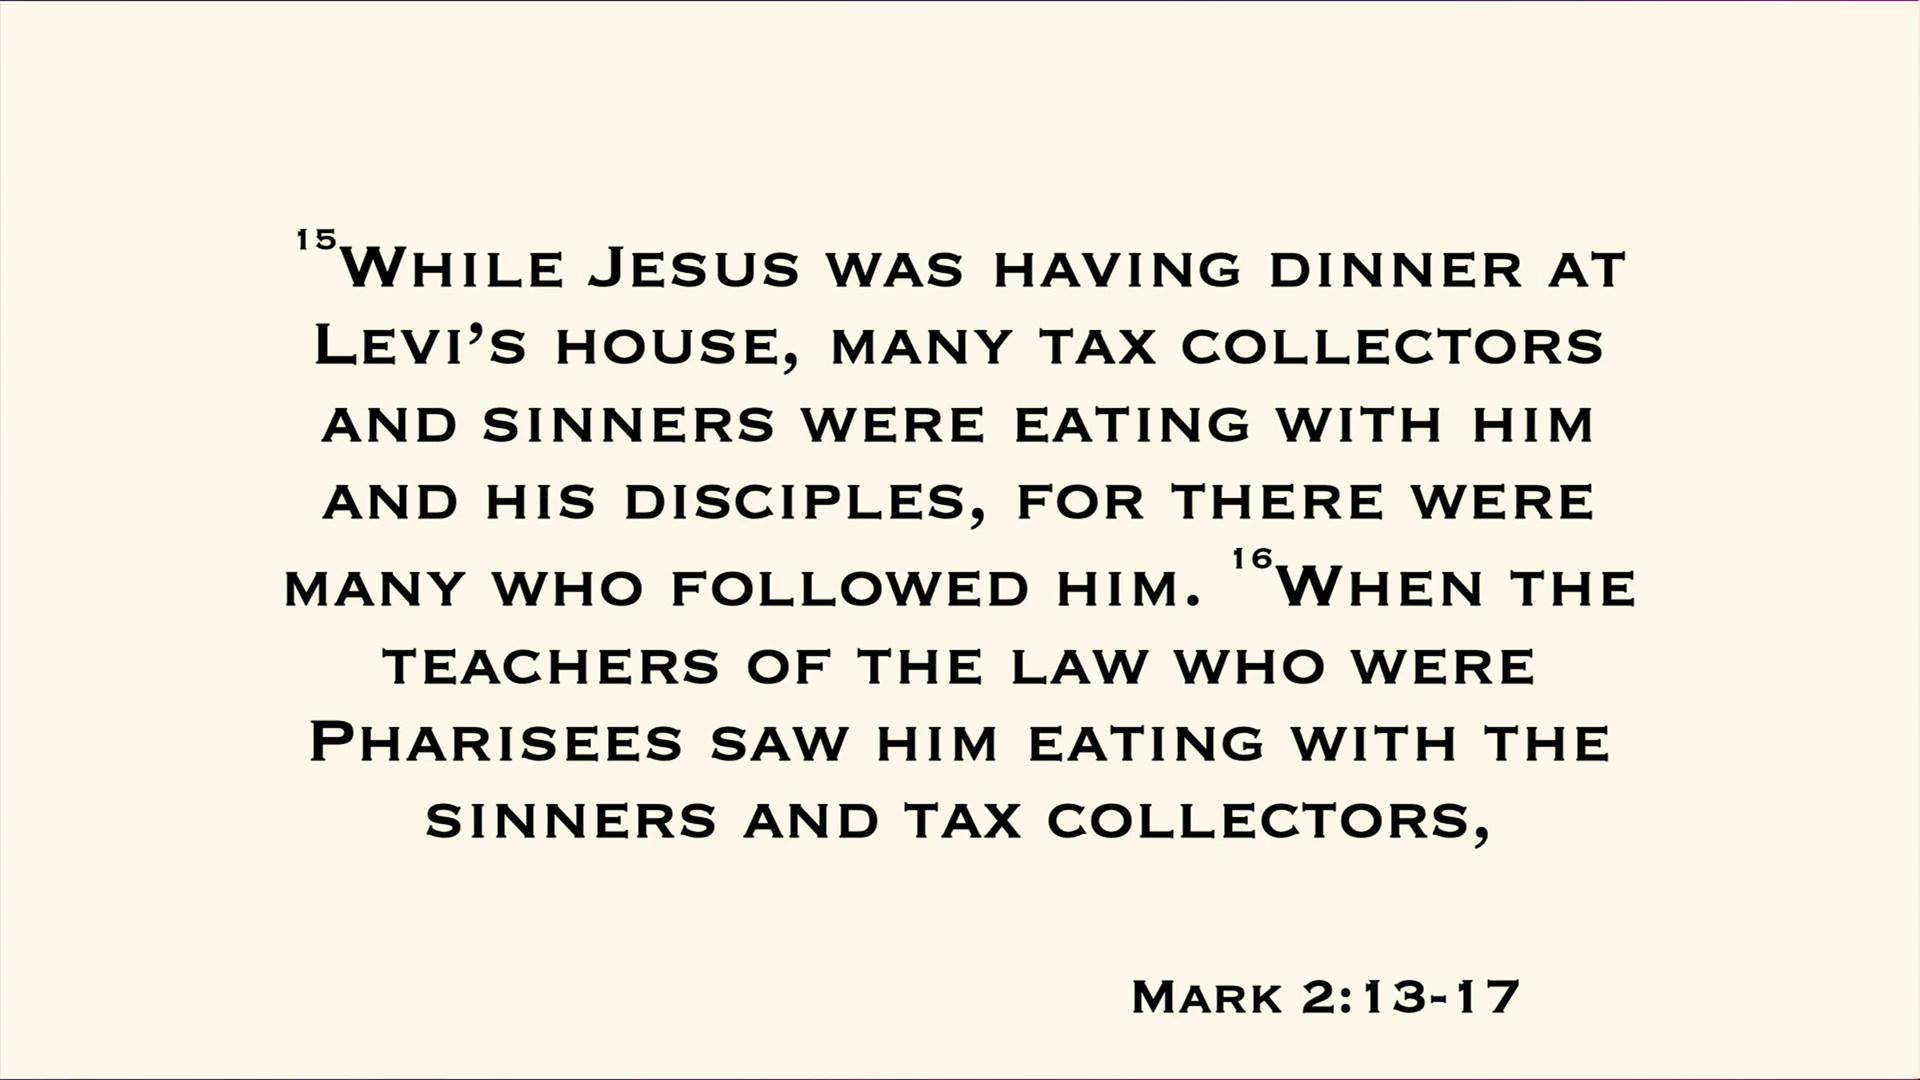 15While Jesus was having dinner at
Levi’s house, many tax collectors
and sinners were eating with him
and his disciples, for there were
many who followed him. 16When the
teachers of the law who were
Pharisees saw him eating with the
sinners and tax collectors,
Mark 2:13-17